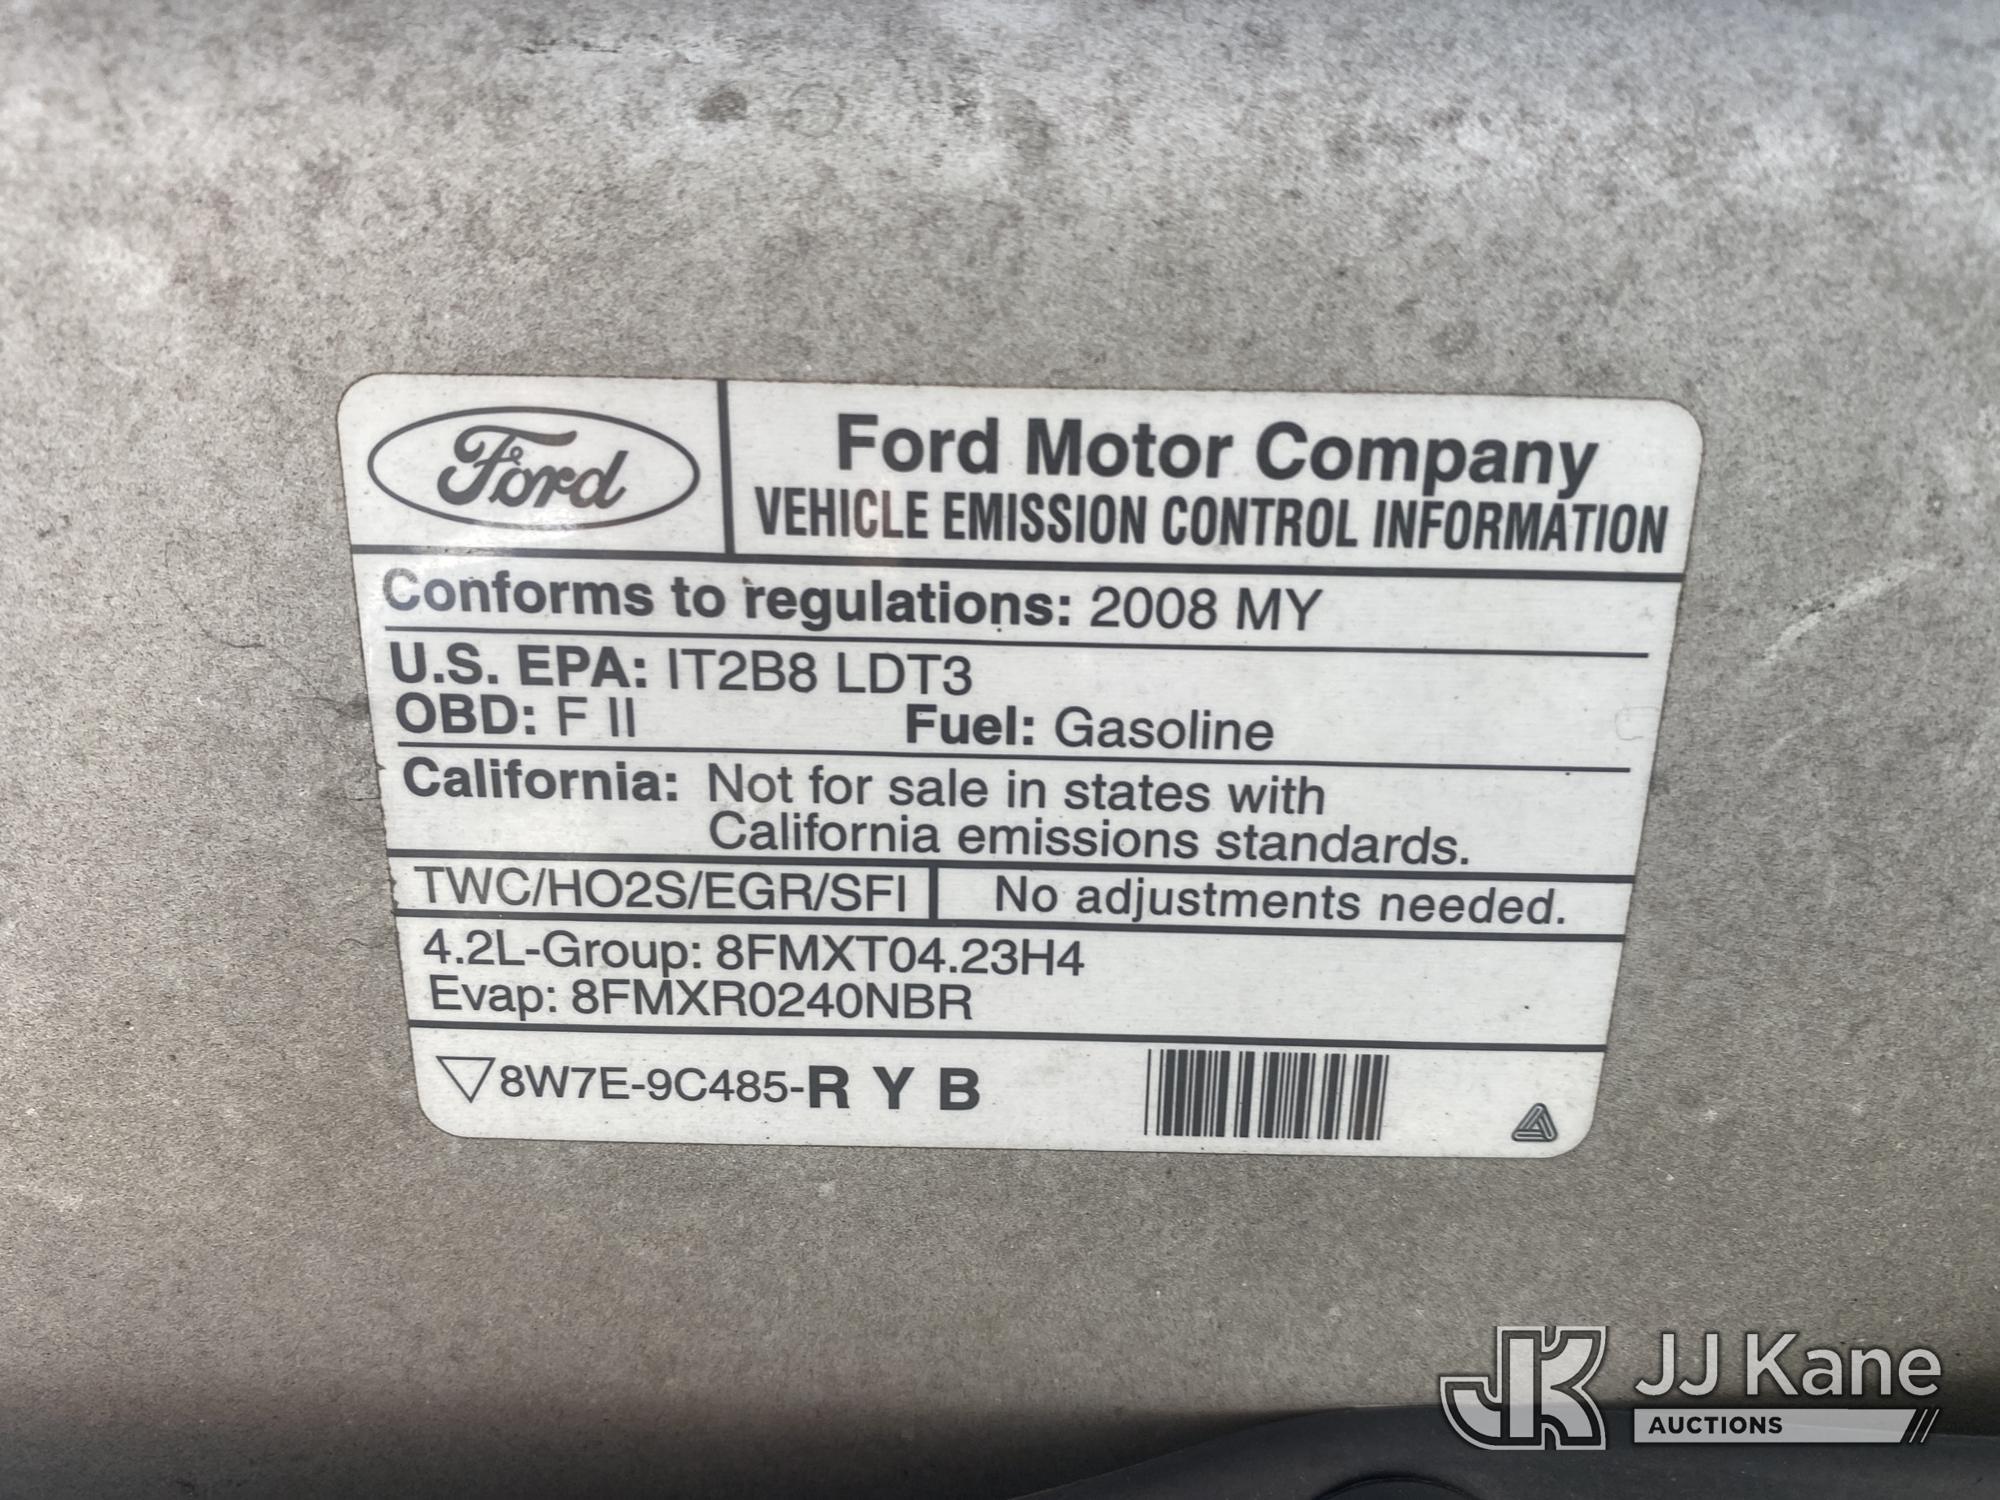 Ford
Ford Motor Company
VEHICLE EMISSION CONTROL INFORMATION
Conforms to regulations: 2008 MY
U.S. EPA: IT2B8 LDT3
OBD: F II Fuel: Gasoline
California: Not for sale in states with
California emissions standards.
TWC/HO2S/EGR/SFI No adjustments needed.
4.2L-Group: 8FMXT04.23H4
Evap: 8FMXR0240NBR
8W7E-9C485-R Y B
JK JJ Kane
AUCTIONS